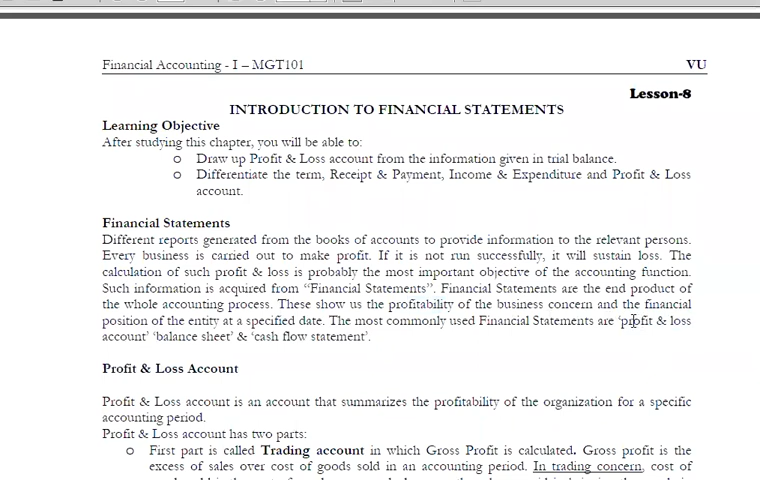 Financial Accounting - I – MGT101 VU
Lesson-8
INTRODUCTION TO FINANCIAL STATEMENTS
Learning Objective
After studying this chapter, you will be able to:
o Draw up Profit & Loss account from the information given in trial balance.
o Differentiate the term, Receipt & Payment, Income & Expenditure and Profit & Loss
account.
Financial Statements
Different reports generated from the books of accounts to provide information to the relevant persons.
Every business is carried out to make profit. If it is not run successfully, it will sustain loss. The
calculation of such profit & loss is probably the most important objective of the accounting function.
Such information is acquired from “Financial Statements”. Financial Statements are the end product of
the whole accounting process. These show us the profitability of the business concern and the financial
position of the entity at a specified date. The most commonly used Financial Statements are ‘profit & loss
account’ ‘balance sheet’ & ‘cash flow statement’.
Profit & Loss Account
Profit & Loss account is an account that summarizes the profitability of the organization for a specific
accounting period.
Profit & Loss account has two parts:
o First part is called Trading account in which Gross Profit is calculated. Gross profit is the
excess of sales over cost of goods sold in an accounting period. In trading concern, cost of